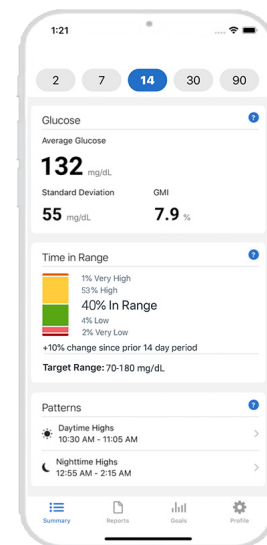 1:21
2 7 14 30 90
Glucose
Average Glucose
132 mg/dL
Standard Deviation GMI
55 mg/dL 7.9 %
Time in Range
1% Very High
53% High
40% In Range
4% Low
2% Very Low
+10% change since prior 14 day period
Target Range: 70-180 mg/dL
Patterns
Daytime Highs
10:30 AM - 11:05 AM
Nighttime Highs
12:55 AM - 2:15 AM
Summary Reports Goals Profile